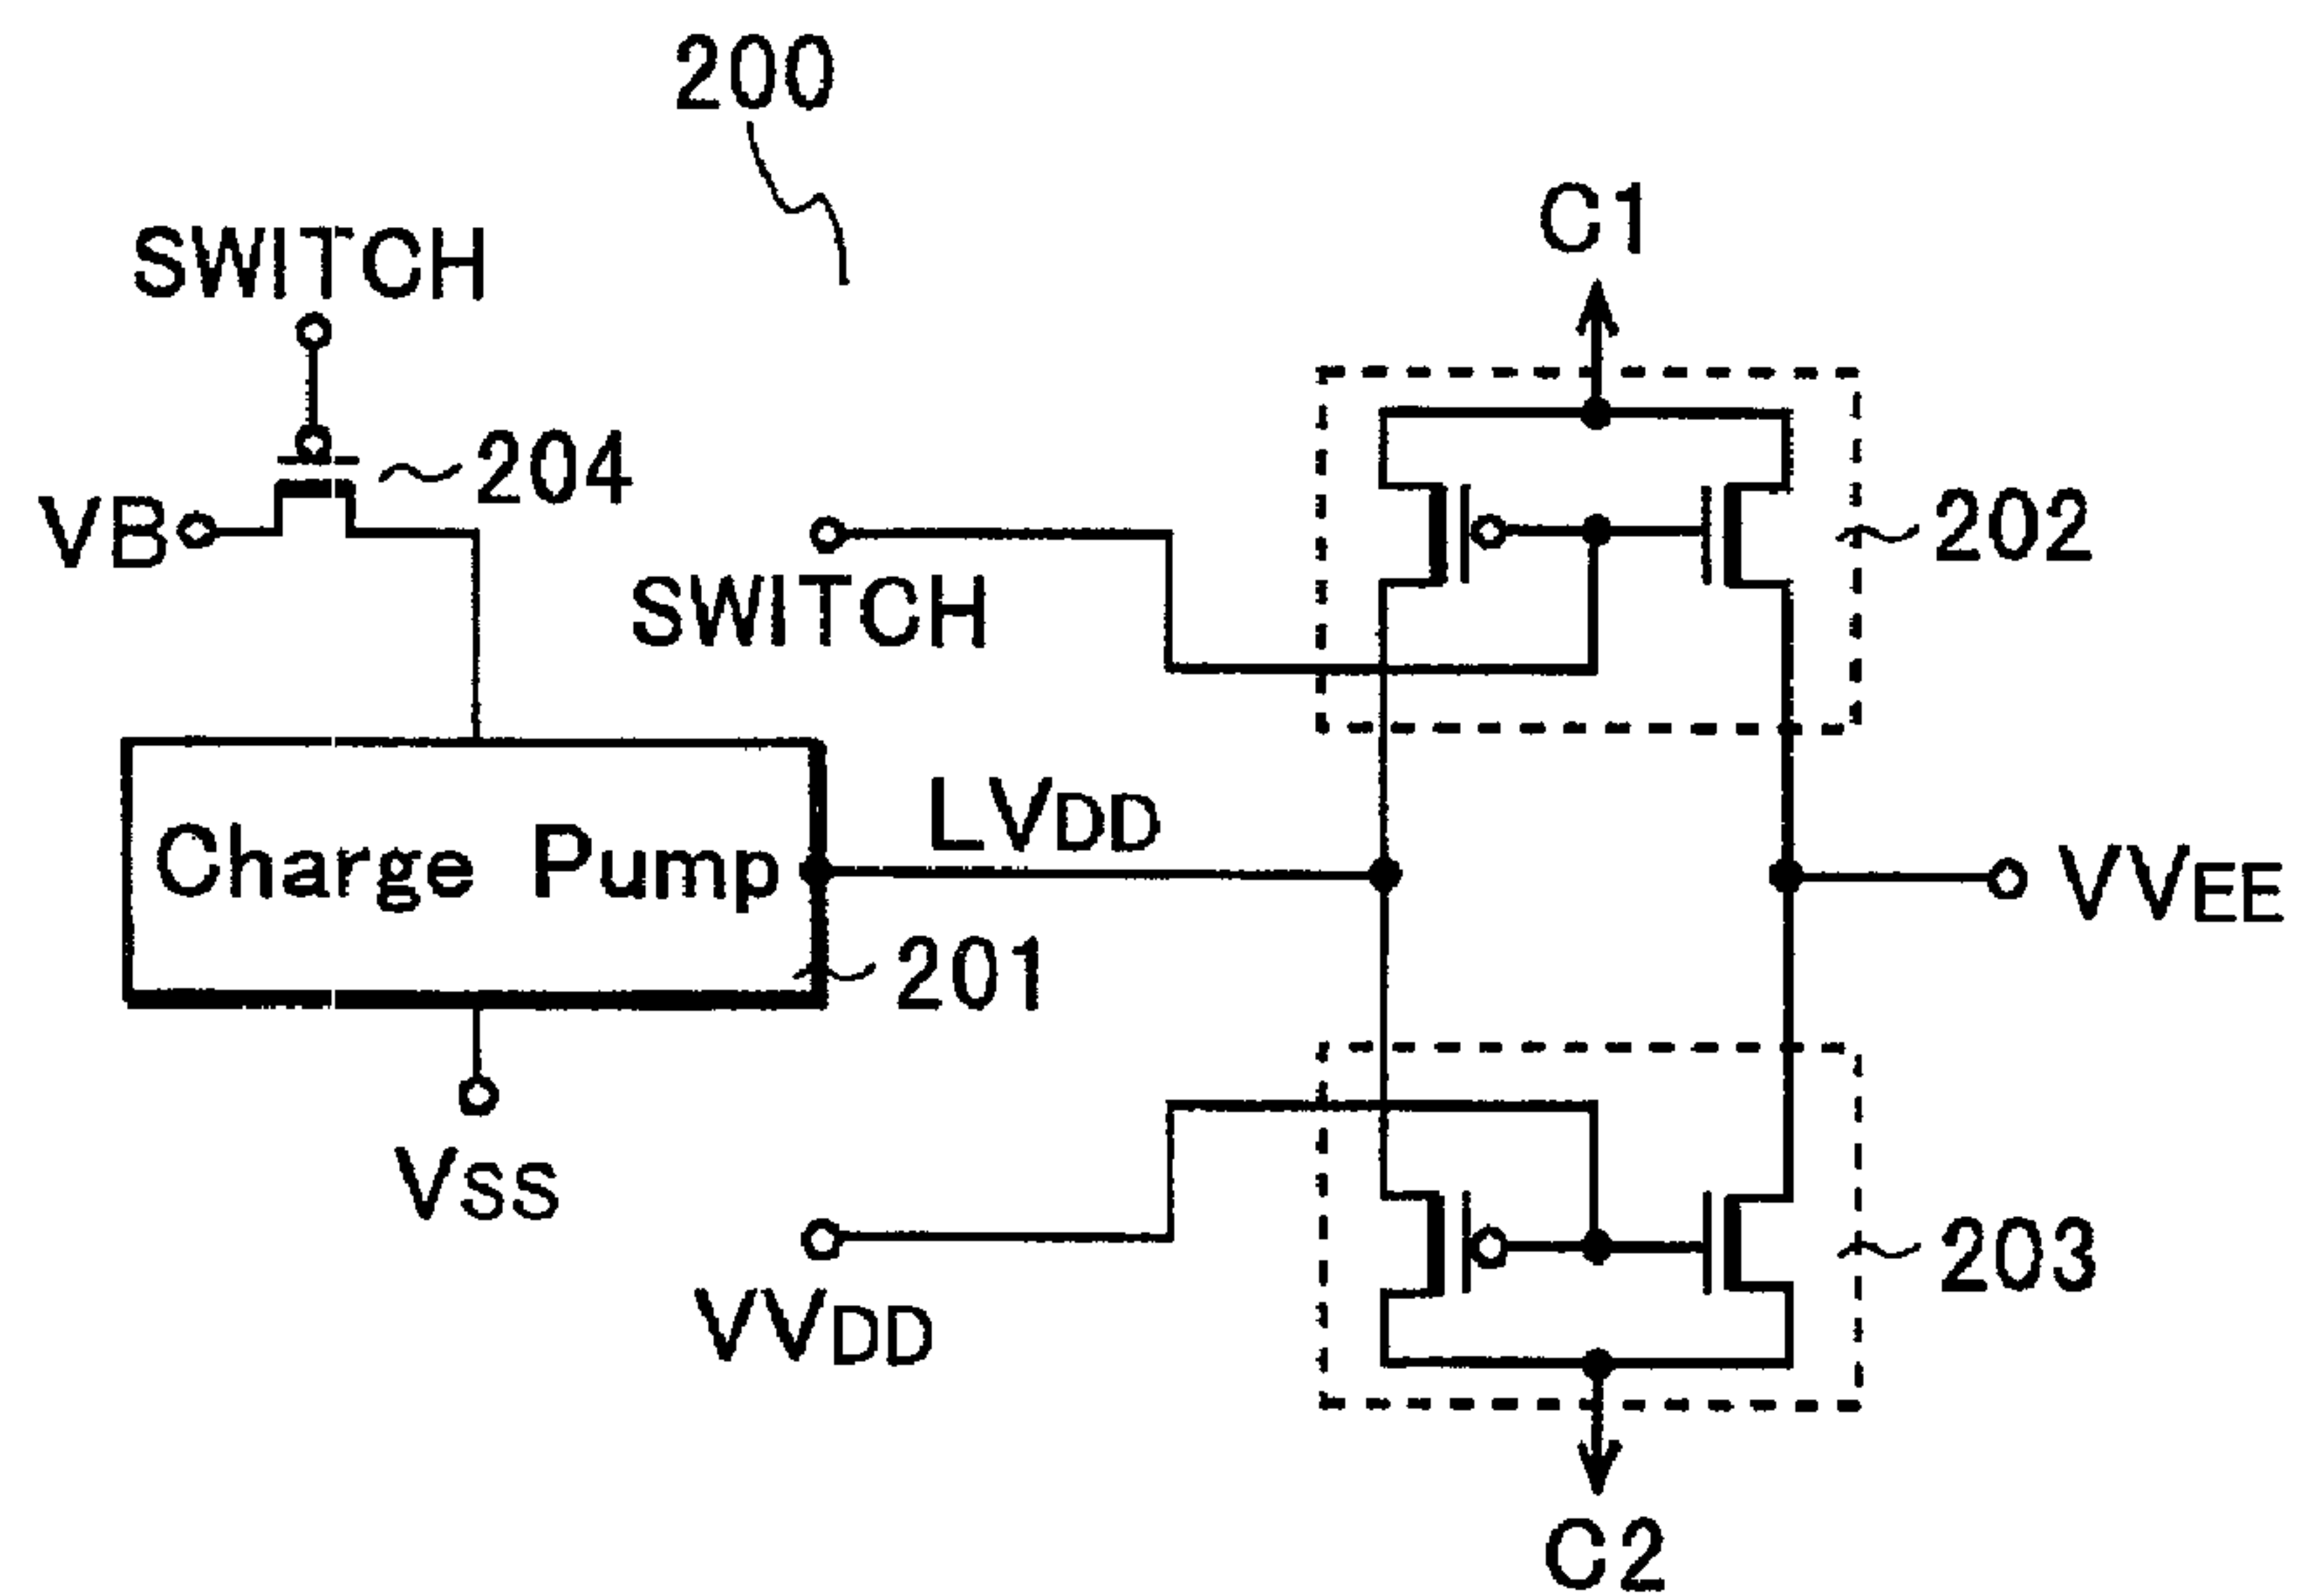 200
C1
SWITCH
204
VB
202
SWITCH
LVDD
Charge Pump
VVEE
201
VSS
203
VVDD
C2